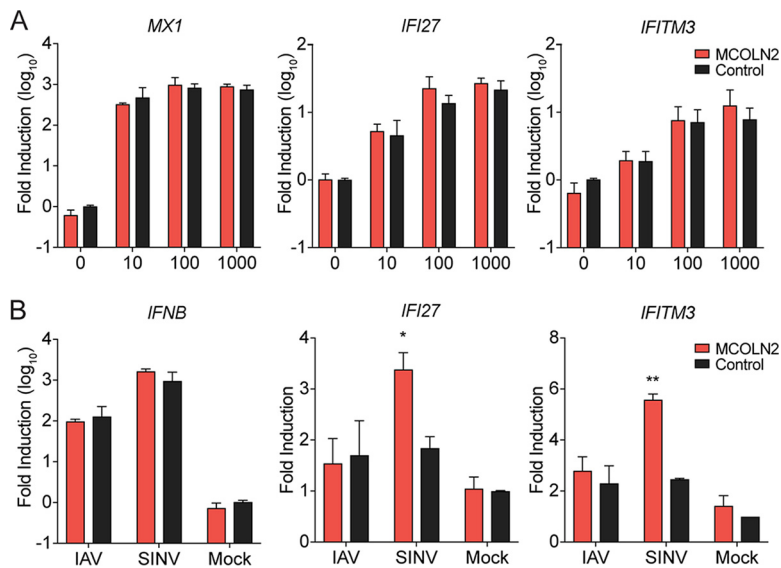 A
MX1
Fold Induction (log10)
4
3
2
1
0
-1
0 10 100 1000
IFI27
Fold Induction (log10)
2
1
0
-1
0 10 100 1000
IFITM3
Fold Induction (log10)
2
1
0
-1
0 10 100 1000
MCOLN2
Control
B
IFNB
Fold Induction (log10)
4
3
2
1
0
-1
IAV SINV Mock
IFI27
Fold Induction
4
3
2
1
0
*
IAV SINV Mock
IFITM3
Fold Induction
8
6
4
2
0
**
IAV SINV Mock
MCOLN2
Control